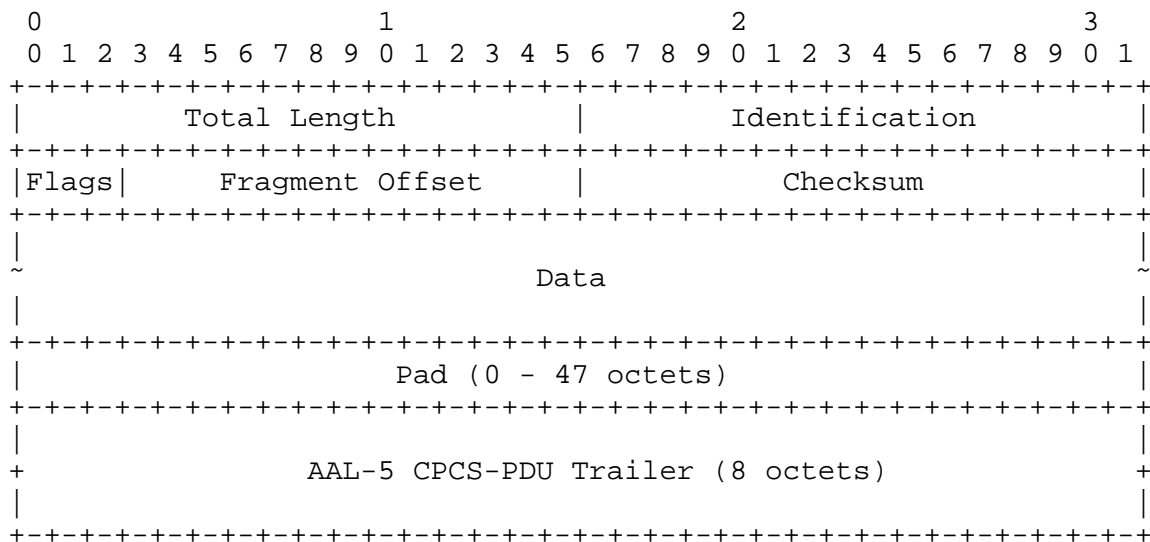 0                   1                   2                   3
 0 1 2 3 4 5 6 7 8 9 0 1 2 3 4 5 6 7 8 9 0 1 2 3 4 5 6 7 8 9 0 1
+-+-+-+-+-+-+-+-+-+-+-+-+-+-+-+-+-+-+-+-+-+-+-+-+-+-+-+-+-+-+-+-+
|         Total Length          |        Identification         |
+-+-+-+-+-+-+-+-+-+-+-+-+-+-+-+-+-+-+-+-+-+-+-+-+-+-+-+-+-+-+-+-+
|Flags|     Fragment Offset     |           Checksum            |
+-+-+-+-+-+-+-+-+-+-+-+-+-+-+-+-+-+-+-+-+-+-+-+-+-+-+-+-+-+-+-+-+
|                                                               |
~                            Data                               ~
|                                                               |
+-+-+-+-+-+-+-+-+-+-+-+-+-+-+-+-+-+-+-+-+-+-+-+-+-+-+-+-+-+-+-+-+
|                     Pad (0 - 47 octets)                       |
+-+-+-+-+-+-+-+-+-+-+-+-+-+-+-+-+-+-+-+-+-+-+-+-+-+-+-+-+-+-+-+-+
|                                                               |
+                AAL-5 CPCS-PDU Trailer (8 octets)              +
|                                                               |
+-+-+-+-+-+-+-+-+-+-+-+-+-+-+-+-+-+-+-+-+-+-+-+-+-+-+-+-+-+-+-+-+